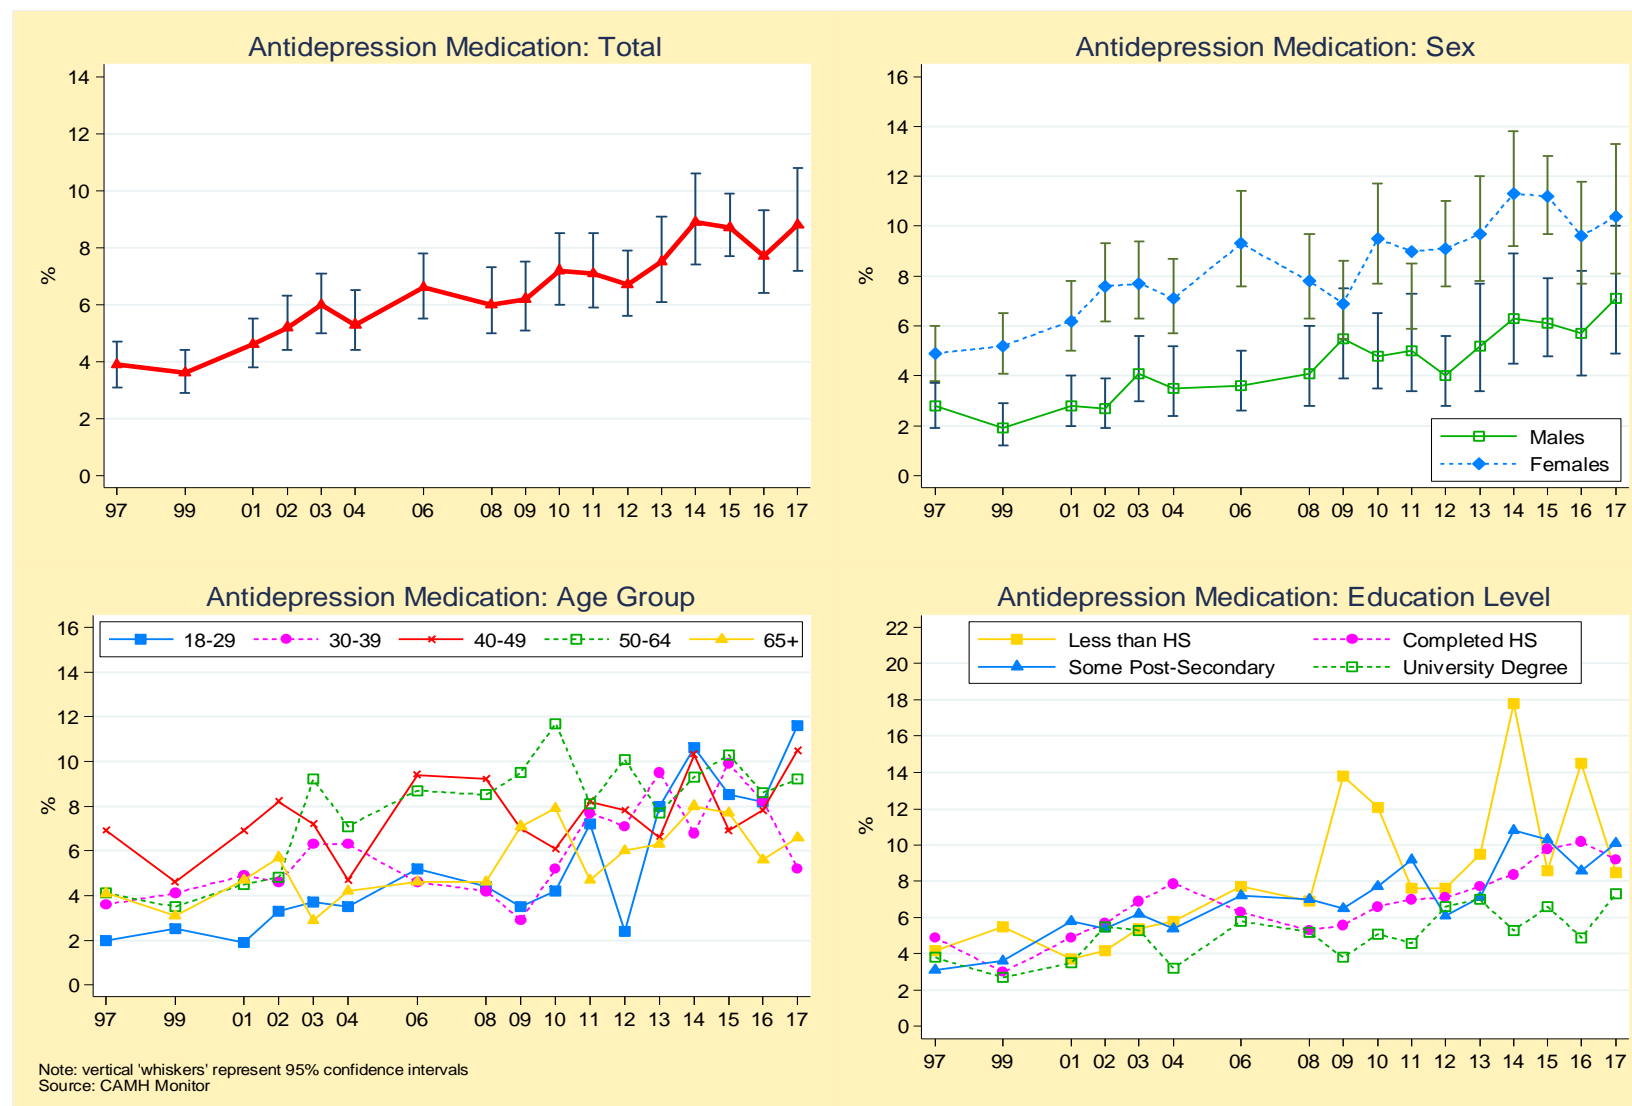 Antidepression Medication: Total
14
12
10
8
6
4
2
0
%
97 99 01 02 03 04 06 08 09 10 11 12 13 14 15 16 17
Antidepression Medication: Sex
16
14
12
10
8
6
4
2
0
%
Males
Females
97 99 01 02 03 04 06 08 09 10 11 12 13 14 15 16 17
Antidepression Medication: Age Group
18-29 30-39 40-49 50-64 65+
16
14
12
10
8
6
4
2
0
%
97 99 01 02 03 04 06 08 09 10 11 12 13 14 15 16 17
Antidepression Medication: Education Level
Less than HS Completed HS
Some Post-Secondary University Degree
22
20
18
16
14
12
10
8
6
4
2
0
%
97 99 01 02 03 04 06 08 09 10 11 12 13 14 15 16 17
Note: vertical 'whiskers' represent 95% confidence intervals
Source: CAMH Monitor